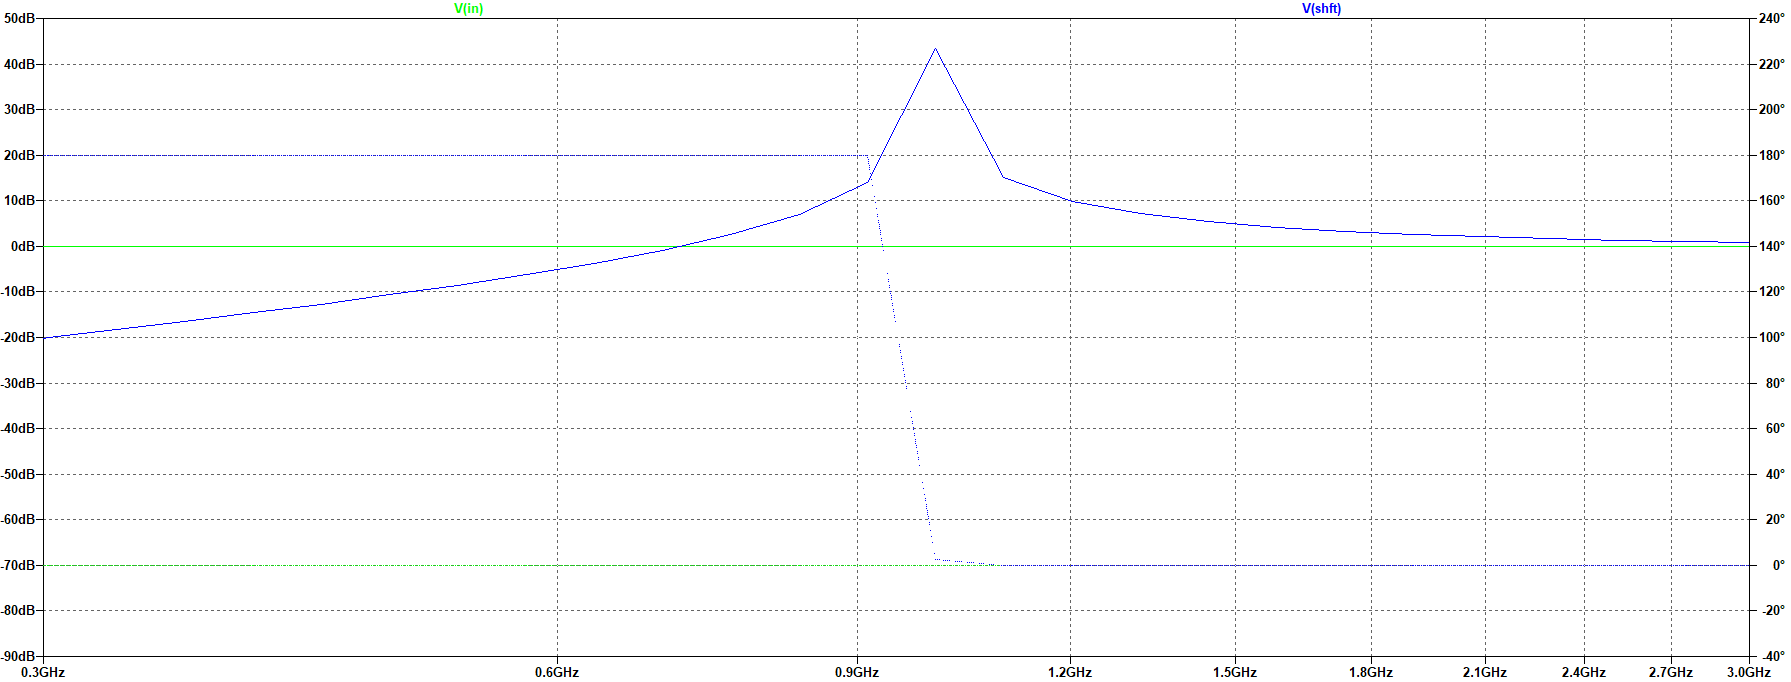 V(in) V(shft)
50dB 240°
40dB 220°
30dB 200°
20dB 180°
10dB 160°
0dB 140°
-10dB 120°
-20dB 100°
-30dB 80°
-40dB 60°
-50dB 40°
-60dB 20°
-70dB 0°
-80dB -20°
-90dB -40°
0.3GHz 0.6GHz 0.9GHz 1.2GHz 1.5GHz 1.8GHz 2.1GHz 2.4GHz 2.7GHz 3.0GHz